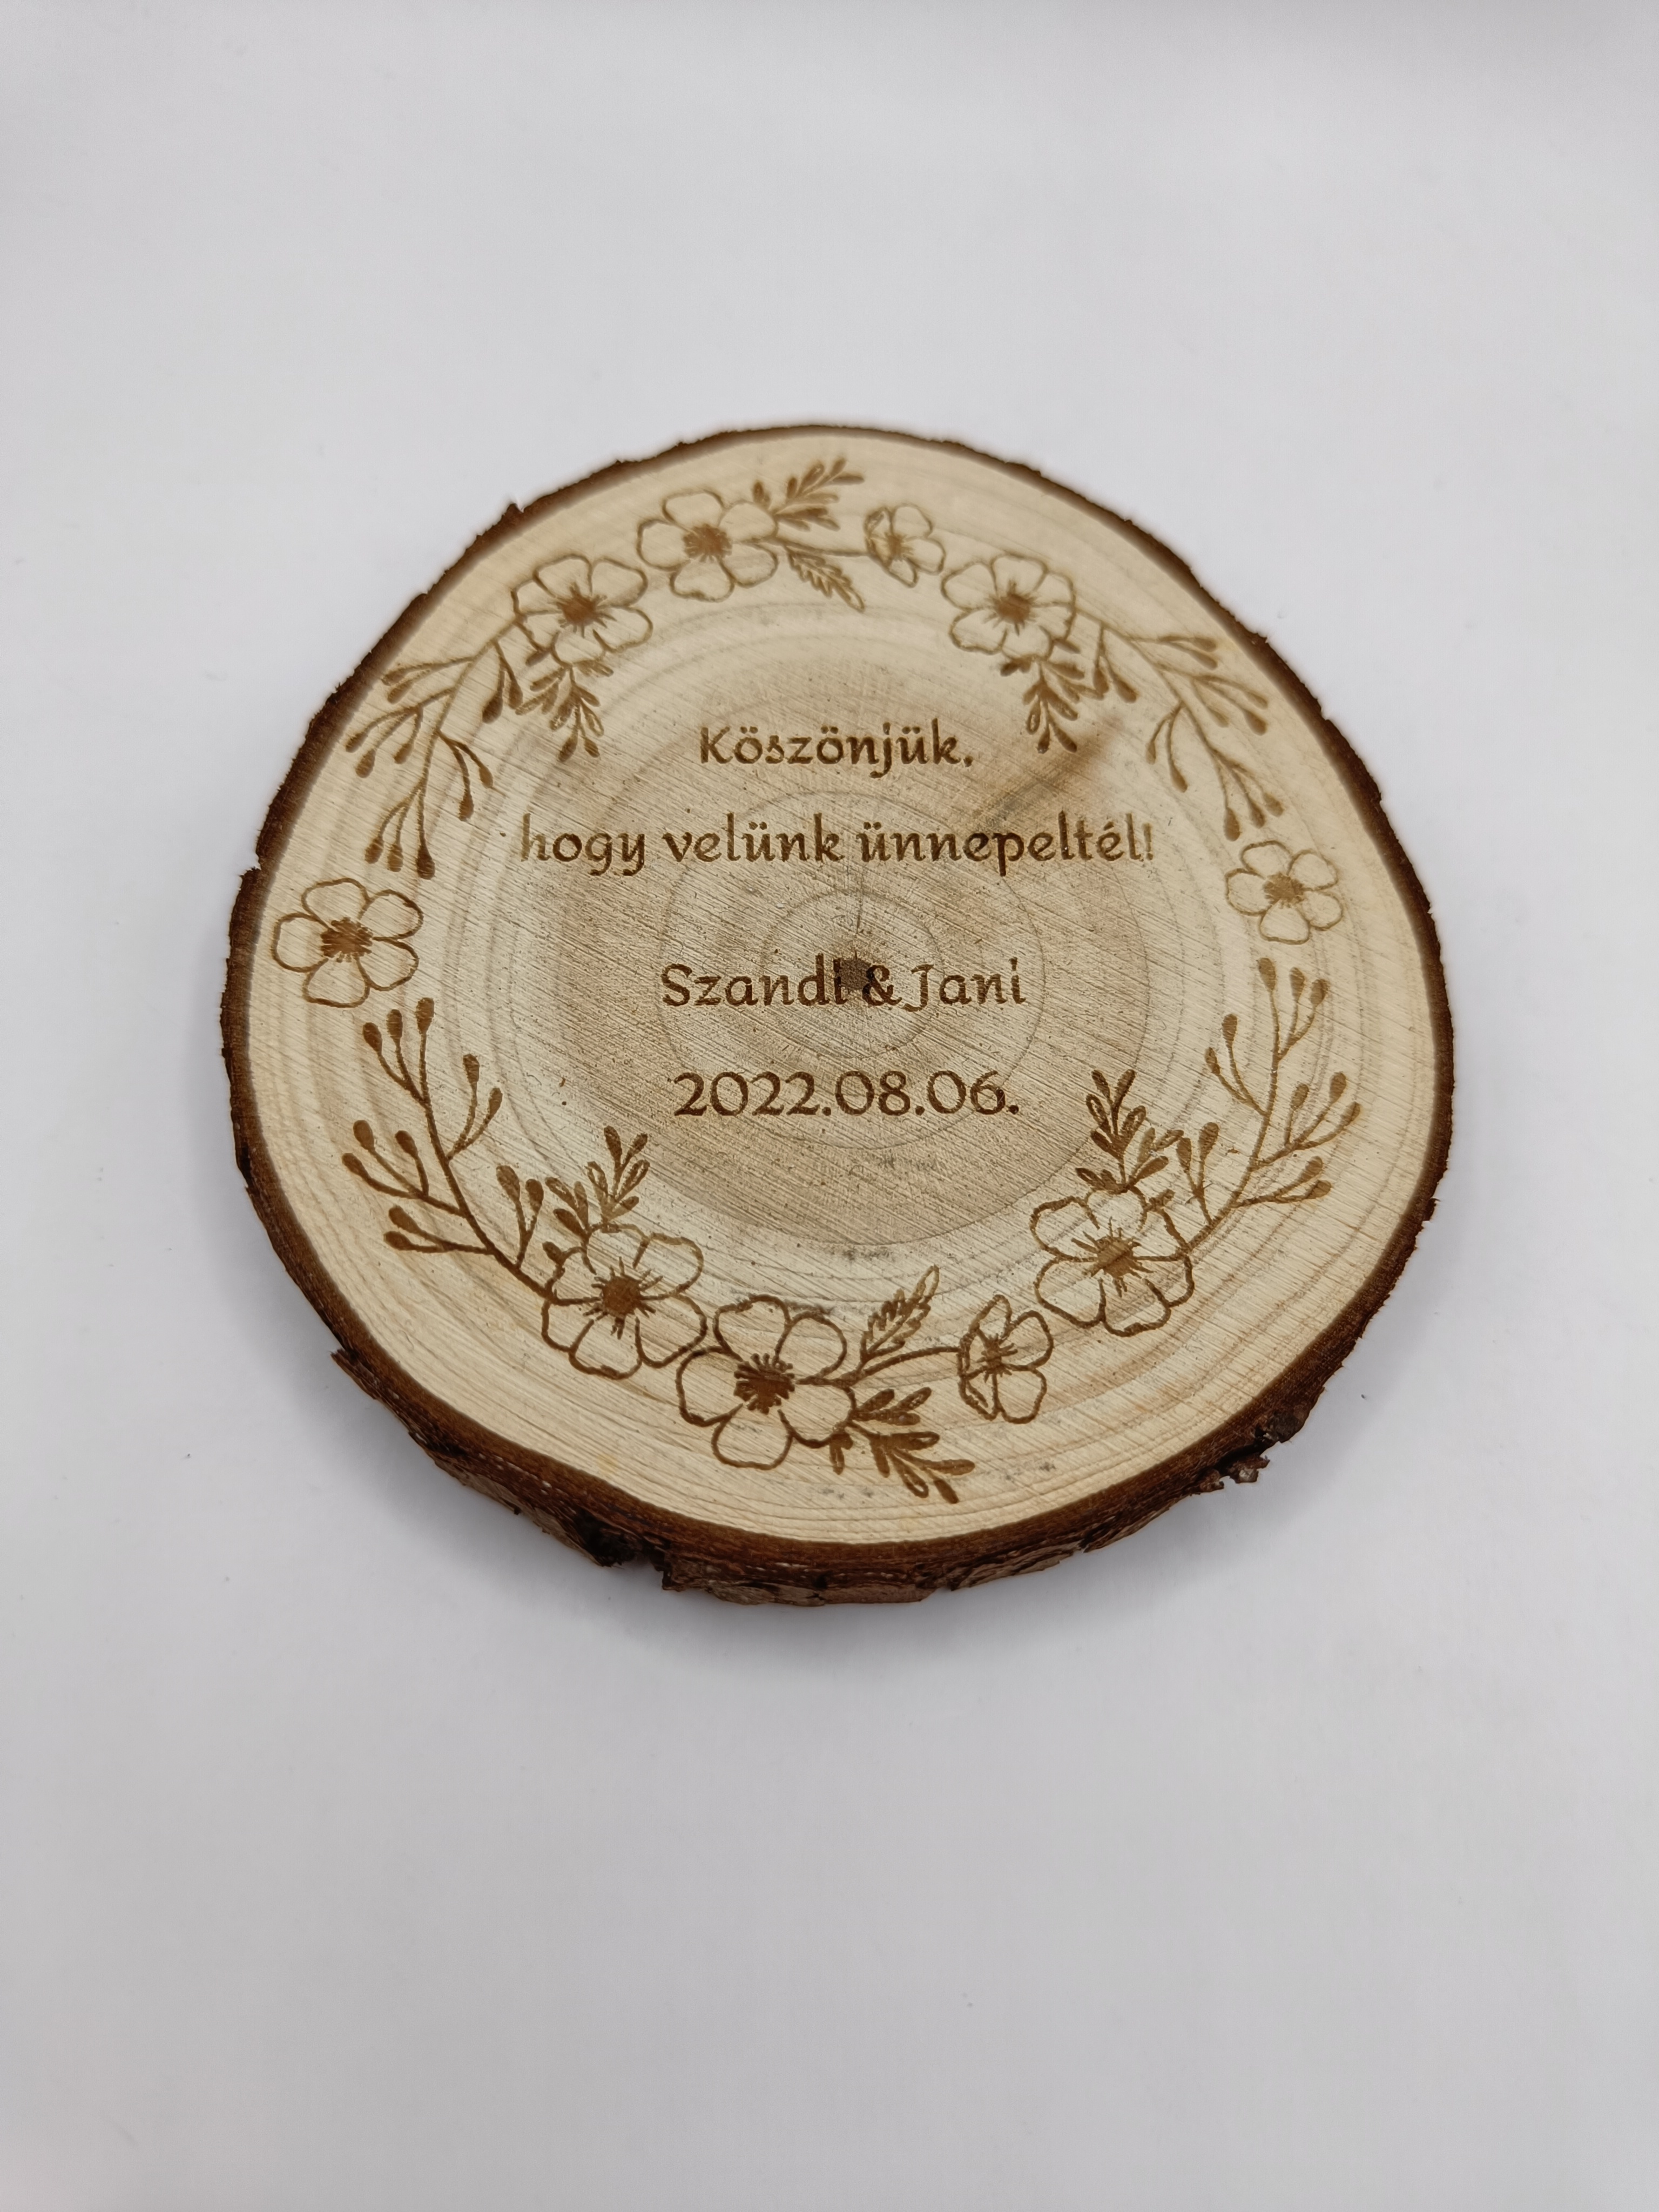 Köszönjük,
hogy velünk ünnepeltél!
Szandi & Jani
2022.08.06.